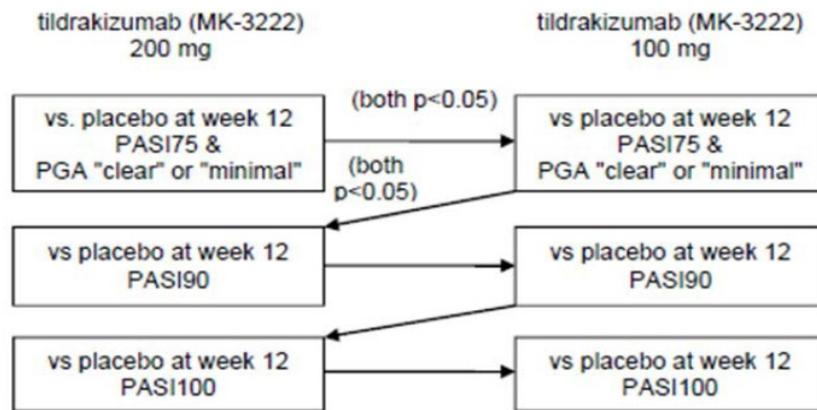 tildrakizumab (MK-3222)
200 mg
tildrakizumab (MK-3222)
100 mg
vs. placebo at week 12
PASI75 &
PGA "clear" or "minimal"
(both p<0.05)
(both
p<0.05)
vs placebo at week 12
PASI75 &
PGA "clear" or "minimal"
vs placebo at week 12
PASI90
vs placebo at week 12
PASI90
vs placebo at week 12
PASI100
vs placebo at week 12
PASI100